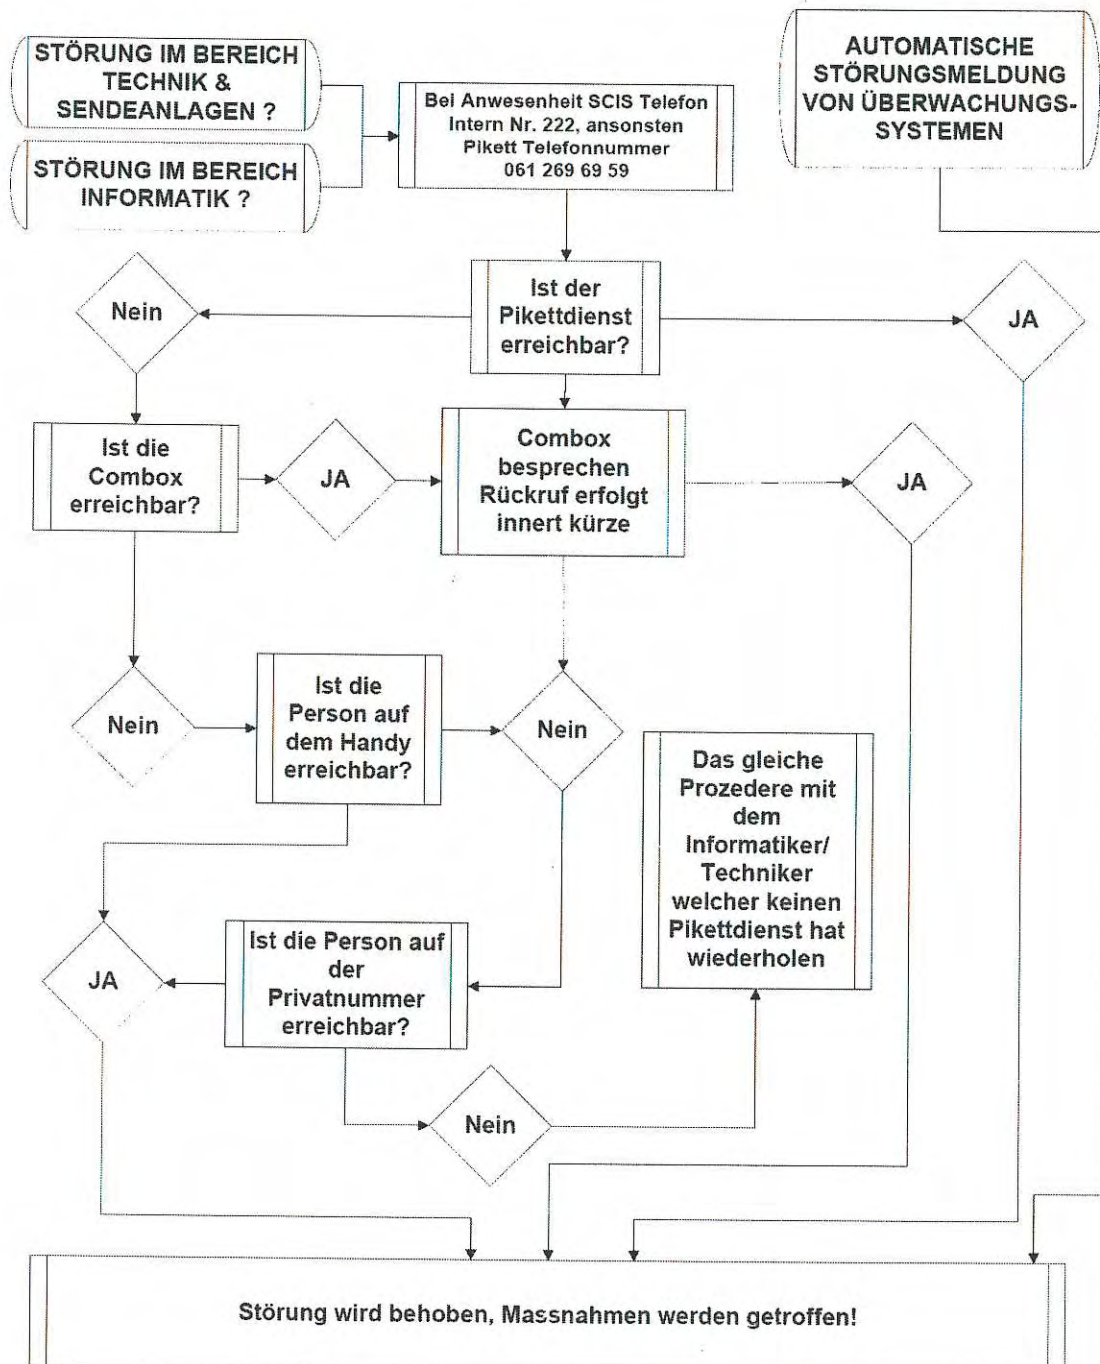 STÖRUNG IM BEREICH
TECHNIK &
SENDEANLAGEN ?
STÖRUNG IM BEREICH
INFORMATIK ?
Bei Anwesenheit SCIS Telefon
Intern Nr. 222, ansonsten
Pikett Telefonnummer
061 269 69 59
AUTOMATISCHE
STÖRUNGSMELDUNG
VON ÜBERWACHUNGS-
SYSTEMEN
Nein
Ist der
Pikettdienst
erreichbar?
JA
Ist die
Combox
erreichbar?
JA
Combox
besprechen
Rückruf erfolgt
innert kürze
JA
Nein
Ist die
Person auf
dem Handy
erreichbar?
Nein
Das gleiche
Prozedere mit
dem
Informatiker/
Techniker
welcher keinen
Pikettdienst hat
wiederholen
JA
Ist die Person auf
der
Privatnummer
erreichbar?
Nein
Störung wird behoben, Massnahmen werden getroffen!